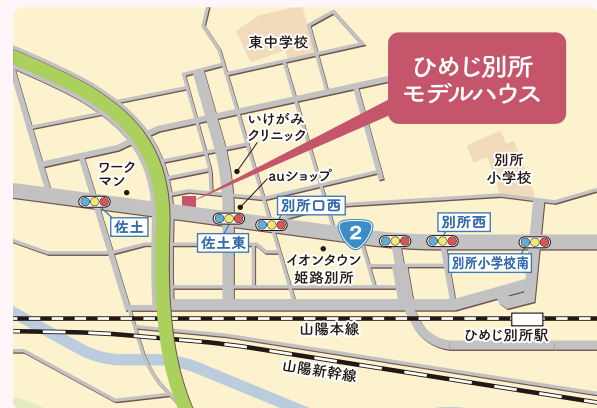 東中学校
ひめじ別所
モデルハウス
いけがみ
クリニック
別所
小学校
ワーク
マン
auショップ
別所口西
佐土
佐土東
2
別所西
イオンタウン
姫路別所
別所小学校南
山陽本線
ひめじ別所駅
山陽新幹線